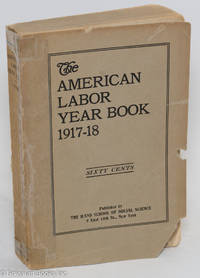 The
AMERICAN
LABOR
YEAR BOOK
1917-18
SIXTY CENTS
Published by
THE RAND SCHOOL OF SOCIAL SCIENCE
7 East 15th St., New York